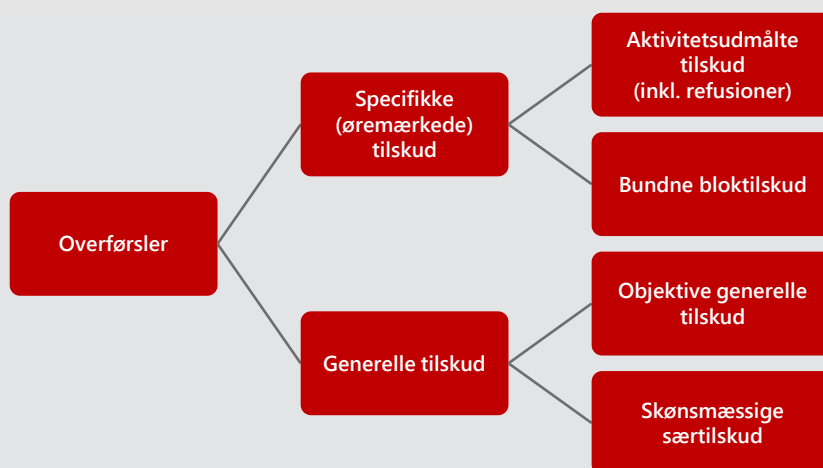 Overførsler
Specifikke
(øremærkede)
tilskud
Aktivitetsudmålte
tilskud
(inkl. refusioner)
Bundne bloktilskud
Generelle tilskud
Objektive generelle
tilskud
Skønsmæssige
særtilskud